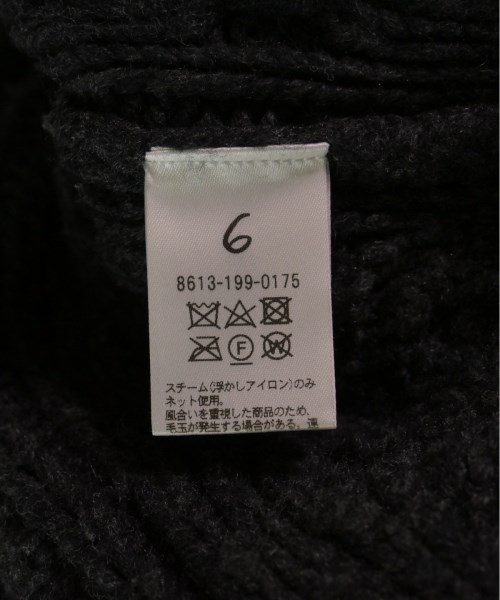 6
8613-199-0175
F W
スチーム(浮かしアイロン)のみ
ネット使用。
風合いを重視した商品のため、
毛玉が発生する場合がある。連